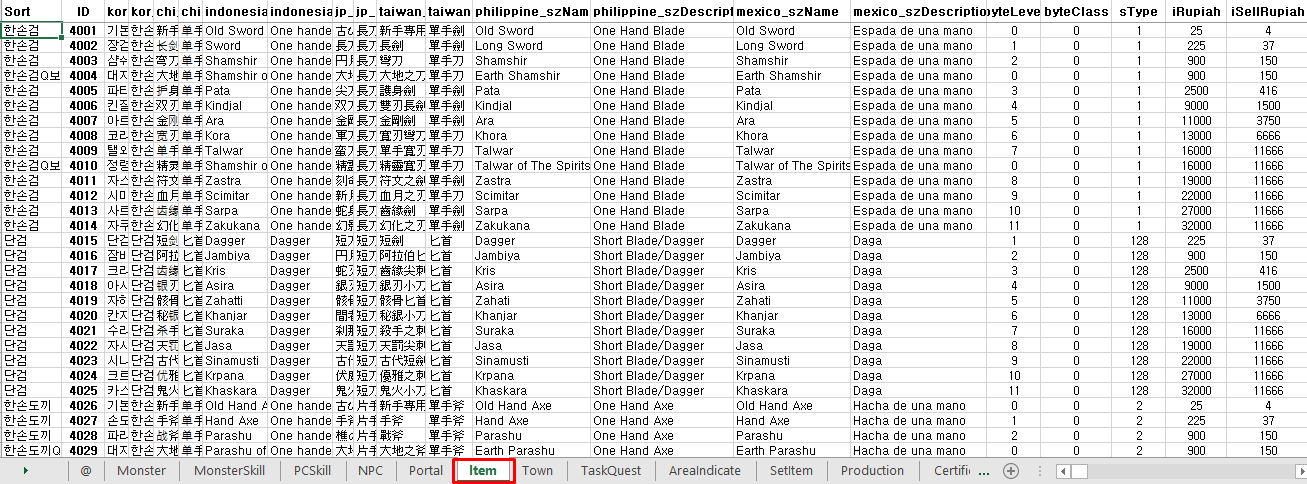 Sort ID kor kor_ chi_ chi_ indonesia indonesia jp_ jp_ taiwan_ taiwan philippine_szNam philippine_szDescript mexico_szName mexico_szDescription byteLeve byteClass sType iRupiah iSellRupiah
한손검 4001 기본 한손 新手 单手 Old Sword One hande 長刀 新手專用 單手劍 Old Sword One Hand Blade Old Sword Espada de una mano 0 0 1 25 4
한손검 4002 장검 한손 长剑 单手 Sword One hande 長刀 長刀 長劍 單手劍 Long Sword One Hand Blade Long Sword Espada de una mano 1 0 1 225 37
한손검 4003 샴쉬 한손 弯刀 单手 Shamshir One hande 長刀 彎刀 單手刀 Shamshir One Hand Blade Shamshir Espada de una mano 2 0 1 900 150
한손검Q보 4004 대지 한손 大地 单手 Shamshir o One hande 大地 長刀 大地之刀 單手刀 Earth Shamshir One Hand Blade Earth Shamshir Espada de una mano 0 0 1 900 150
한손검 4005 파타 한손 护身 单手 Pata One hande 尖刀 長刀 護身劍 單手劍 Pata One Hand Blade Pata Espada de una mano 3 0 1 2500 416
한손검 4006 킨질 한손 双刃 单手 Kindjal One hande 双刀 長刀 雙刃長劍 單手劍 Kindjal One Hand Blade Kindjal Espada de una mano 4 0 1 9000 1500
한손검 4007 아트 한손 金刚 单手 Ara One hande 金剛 長刀 金剛劍 單手劍 Ara One Hand Blade Ara Espada de una mano 5 0 1 11000 3750
한손검 4008 코라 한손 宽刃 单手 Kora One hande 軍刀 長刀 寬刃彎刀 單手刀 Khora One Hand Blade Kora Espada de una mano 6 0 1 13000 6666
한손검 4009 탈와 한손 单手 单手 Talwar One hande 蛮刀 長刀 單手寬刃 單手刀 Talwar One Hand Blade Talwar Espada de una mano 7 0 1 16000 11666
한손검Q보 4010 정령 한손 精灵 单手 Shamshir o One hande 精霊 長刀 精靈寬刃 單手刀 Talwar of The Spirits One Hand Blade Talwar of The Spirits Espada de una mano 0 0 1 16000 11666
한손검 4011 자스 한손 符文 单手 Zastra One hande 長刀 符文之劍 單手劍 Zastra One Hand Blade Zastra Espada de una mano 8 0 1 19000 11666
한손검 4012 시미 한손 血月 单手 Scimitar One hande 新月 長刀 血月之刃 單手劍 Scimitar One Hand Blade Scimitar Espada de una mano 9 0 1 22000 11666
한손검 4013 사르 한손 齿缘 单手 Sarpa One hande 蛇 長刀 齒緣劍 單手劍 Sarpa One Hand Blade Sarpa Espada de una mano 10 0 1 27000 11666
한손검 4014 자쿠 한손 幻化 单手 Zakukana One hande 幻 長刀 幻化之刃 單手劍 Zakukana One Hand Blade Zakukana Espada de una mano 11 0 1 32000 11666
단검 4015 단검 단검 短剑 匕首 Dagger Dagger 短刀 短刀 短劍 匕首 Dagger Short Blade/Dagger Dagger Daga 1 0 128 225 37
단검 4016 잠비 단검 阿拉 匕首 Jambiya Dagger 短刀 阿拉伯匕 匕首 Jambiya Short Blade/Dagger Jambiya Daga 2 0 128 900 150
단검 4017 크리 단검 齿缘 匕首 Kris Dagger 蛇刀 短刀 齒緣尖刺 匕首 Kris Short Blade/Dagger Kris Daga 3 0 128 2500 416
단검 4018 아시 단검 银刃 匕首 Asira Dagger 銀刃 短刀 銀刃小刀 匕首 Asira Short Blade/Dagger Asira Daga 4 0 128 9000 1500
단검 4019 자하 단검 骸骨 匕首 Zahatti Dagger 骸骨 短刀 骸骨匕首 匕首 Zahati Short Blade/Dagger Zahati Daga 5 0 128 11000 3750
단검 4020 칸자 단검 秘银 匕首 Khanjar Dagger 短刀 秘銀小刀 匕首 Khanjar Short Blade/Dagger Khanjar Daga 6 0 128 13000 6666
단검 4021 수라 단검 杀手 匕首 Suraka Dagger 刹那 短刀 殺手之刺 匕首 Suraka Short Blade/Dagger Suraka Daga 7 0 128 16000 11666
단검 4022 자사 단검 天罚 匕首 Jasa Dagger 天罰 短刀 天罰尖刺 匕首 Jasa Short Blade/Dagger Jasa Daga 8 0 128 19000 11666
단검 4023 시나 단검 古代 匕首 Sinamusti Dagger 古代 短刀 古代短劍 匕首 Sinamusti Short Blade/Dagger Sinamusti Daga 9 0 128 22000 11666
단검 4024 크르 단검 优雅 匕首 Krpana Dagger 伏 短刀 優雅之刺 匕首 Krpana Short Blade/Dagger Krpana Daga 10 0 128 27000 11666
단검 4025 카스 단검 鬼火 匕首 Khaskara Dagger 鬼火 短刀 鬼火小刀 匕首 Khaskara Short Blade/Dagger Khaskara Daga 11 0 128 32000 11666
한손도끼 4026 기본 한손 新手 单手 Old Hand A One hande 片手 新手專用 單手斧 Old Hand Axe One Hand Axe Old Hand Axe Hacha de una mano 0 0 2 25 4
한손도끼 4027 손도 한손 手斧 单手 Hand Axe One hande 手斧 片手 手斧 單手斧 Hand Axe One Hand Axe Hand Axe Hacha de una mano 1 0 2 225 37
한손도끼 4028 파라 한손 战斧 单手 Parashu One hande 片手 戰斧 單手斧 Parashu One Hand Axe Parashu Hacha de una mano 2 0 2 900 150
한손도끼Q 4029 대지 한손 大地 单手 Parashu of One hande 大地 片手 大地之斧 單手斧 Earth Parashu One Hand Axe Earth Parashu Hacha de una mano 0 0 2 900 150
@ Monster MonsterSkill PCSkill NPC Portal Item Town TaskQuest AreaIndicate SetItem Production Certific ...